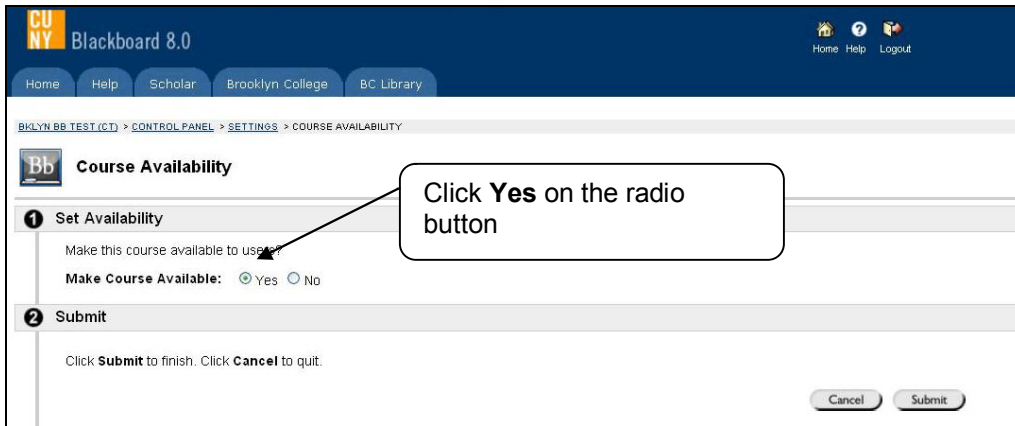 CU
NY Blackboard 8.0
Home Help Logout
Home Help Scholar Brooklyn College BC Library
BKLYN BB TEST (CT) > CONTROL PANEL > SETTINGS > COURSE AVAILABILITY
Bb Course Availability
Click Yes on the radio
button
1 Set Availability
Make this course available to users?
Make Course Available: Yes No
2 Submit
Click Submit to finish. Click Cancel to quit.
Cancel Submit